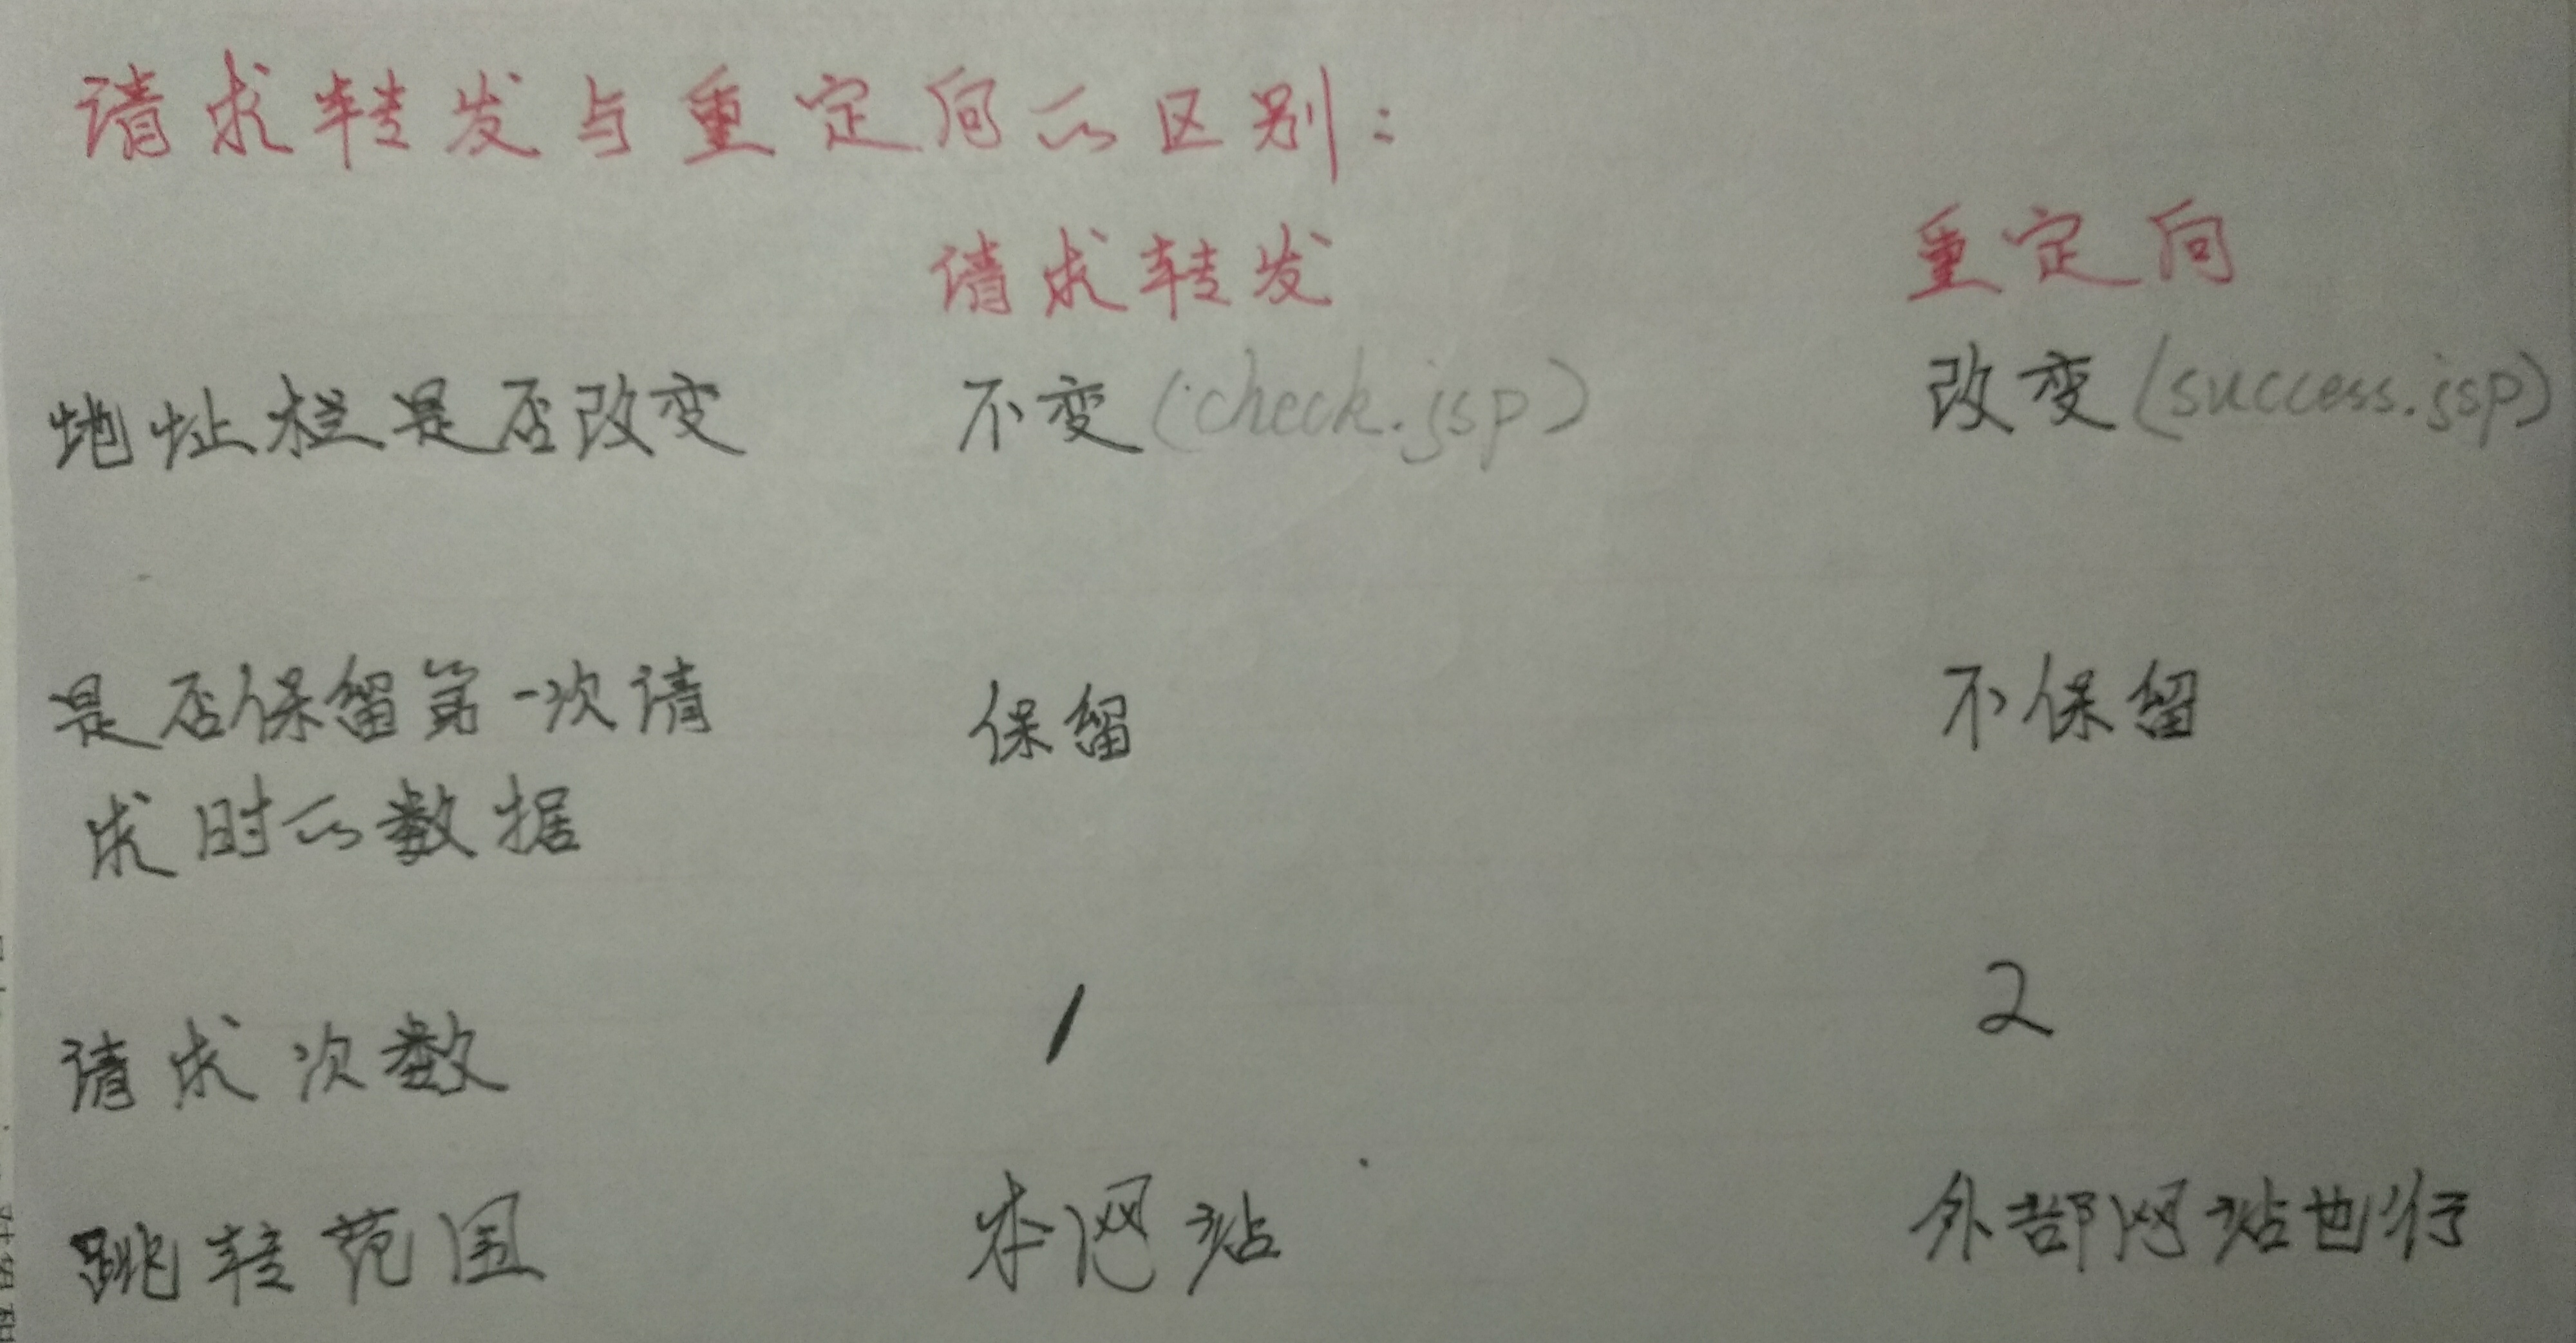 请求转发与重定向的区别：
请求转发 重定向
地址栏是否改变 不变(check.jsp) 改变(success.jsp)
是否保留第一次请 保留 不保留
求时的数据
请求次数 1 2
跳转范围 本网站 外部网站也行